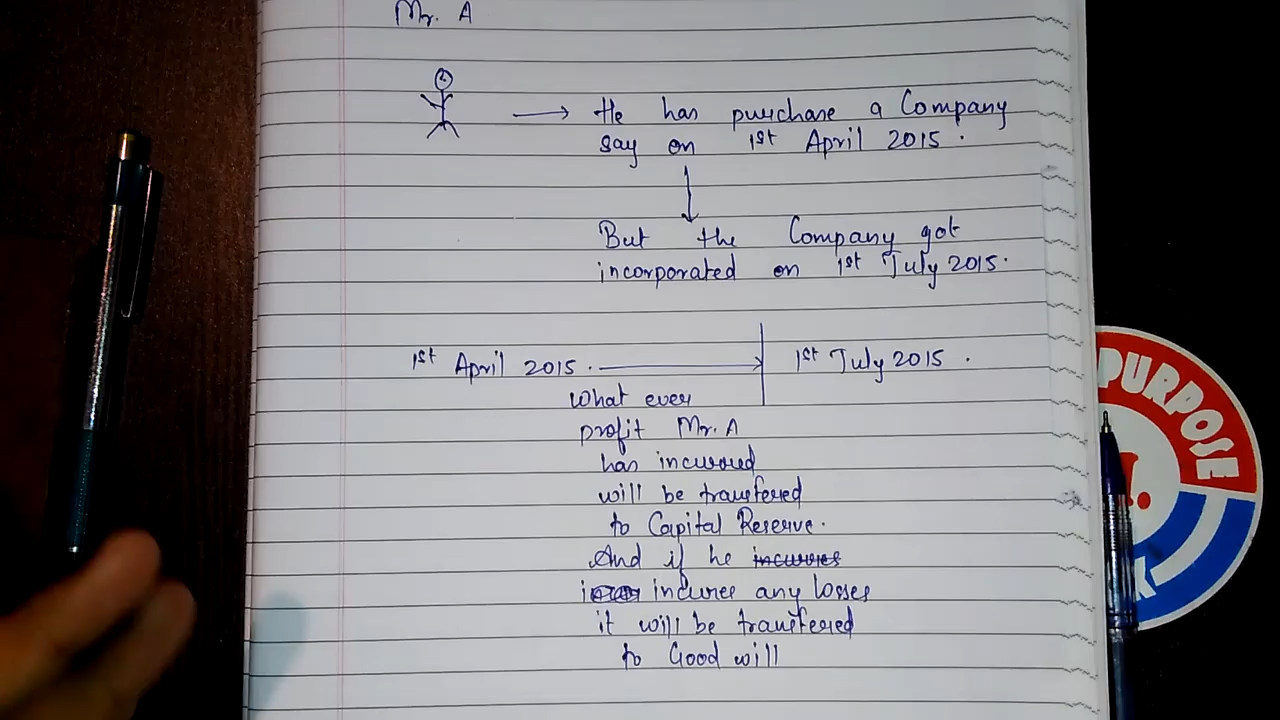 Mr. A
He has purchase a Company
say on 1st April 2015.
But the Company got
incorporated on 1st July 2015.
1st April 2015. 1st July 2015.
What ever
profit Mr. A
has incurred
will be transfered
to Capital Reserve.
And if he incurres
incures any losses
it will be transfered
to Good will
PURPOSE